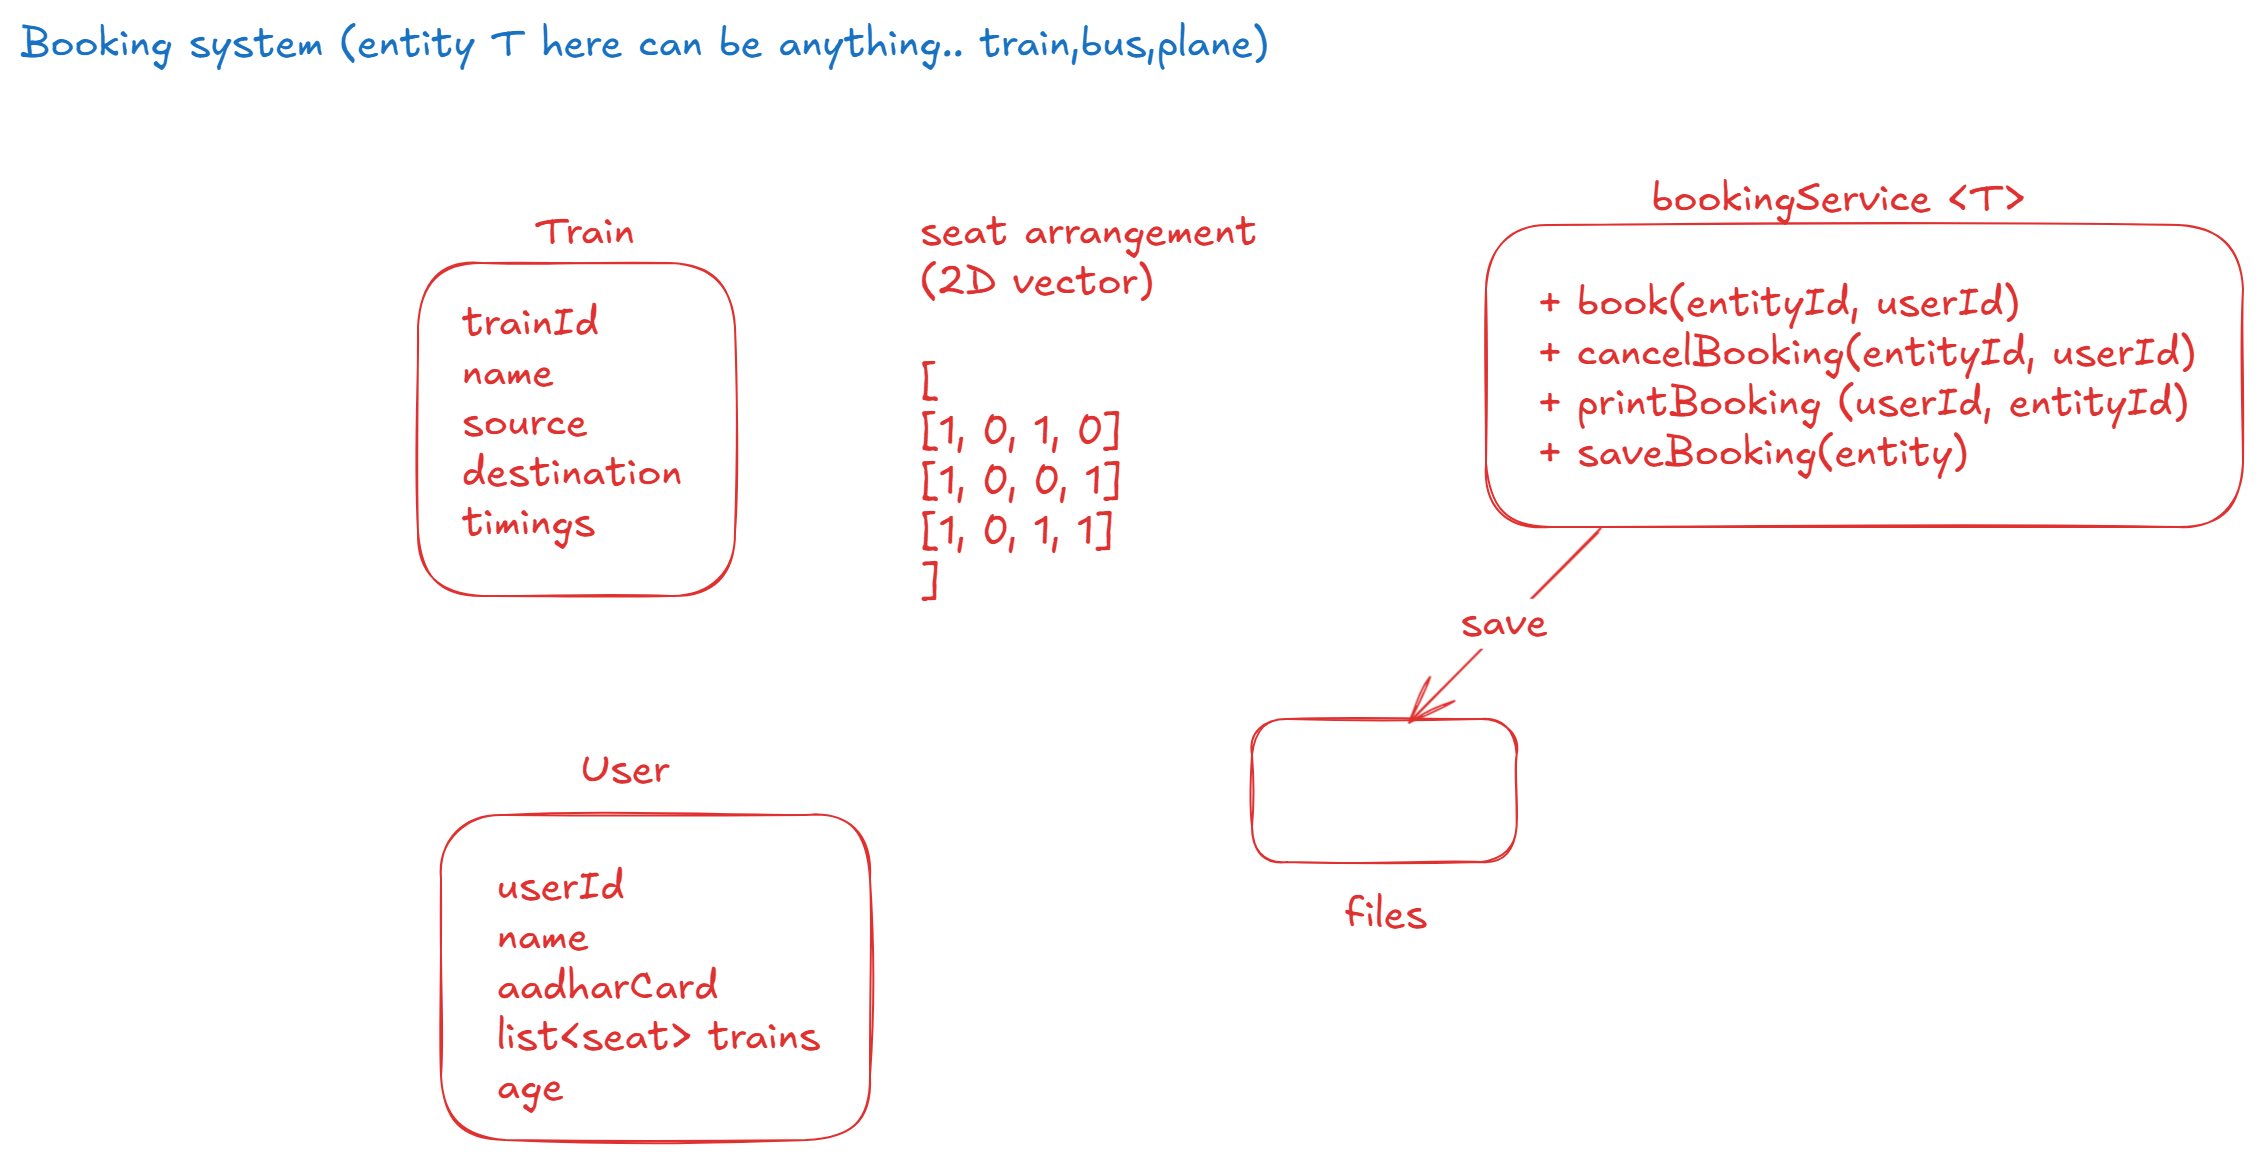 Booking system (entity T here can be anything.. train,bus,plane)
Train
trainId
name
source
destination
timings
seat arrangement
(2D vector)
[
[1, 0, 1, 0]
[1, 0, 0, 1]
[1, 0, 1, 1]
]
bookingService <T>
+ book(entityId, userId)
+ cancelBooking(entityId, userId)
+ printBooking (userId, entityId)
+ saveBooking(entity)
save
files
User
userId
name
aadharCard
list<seat> trains
age